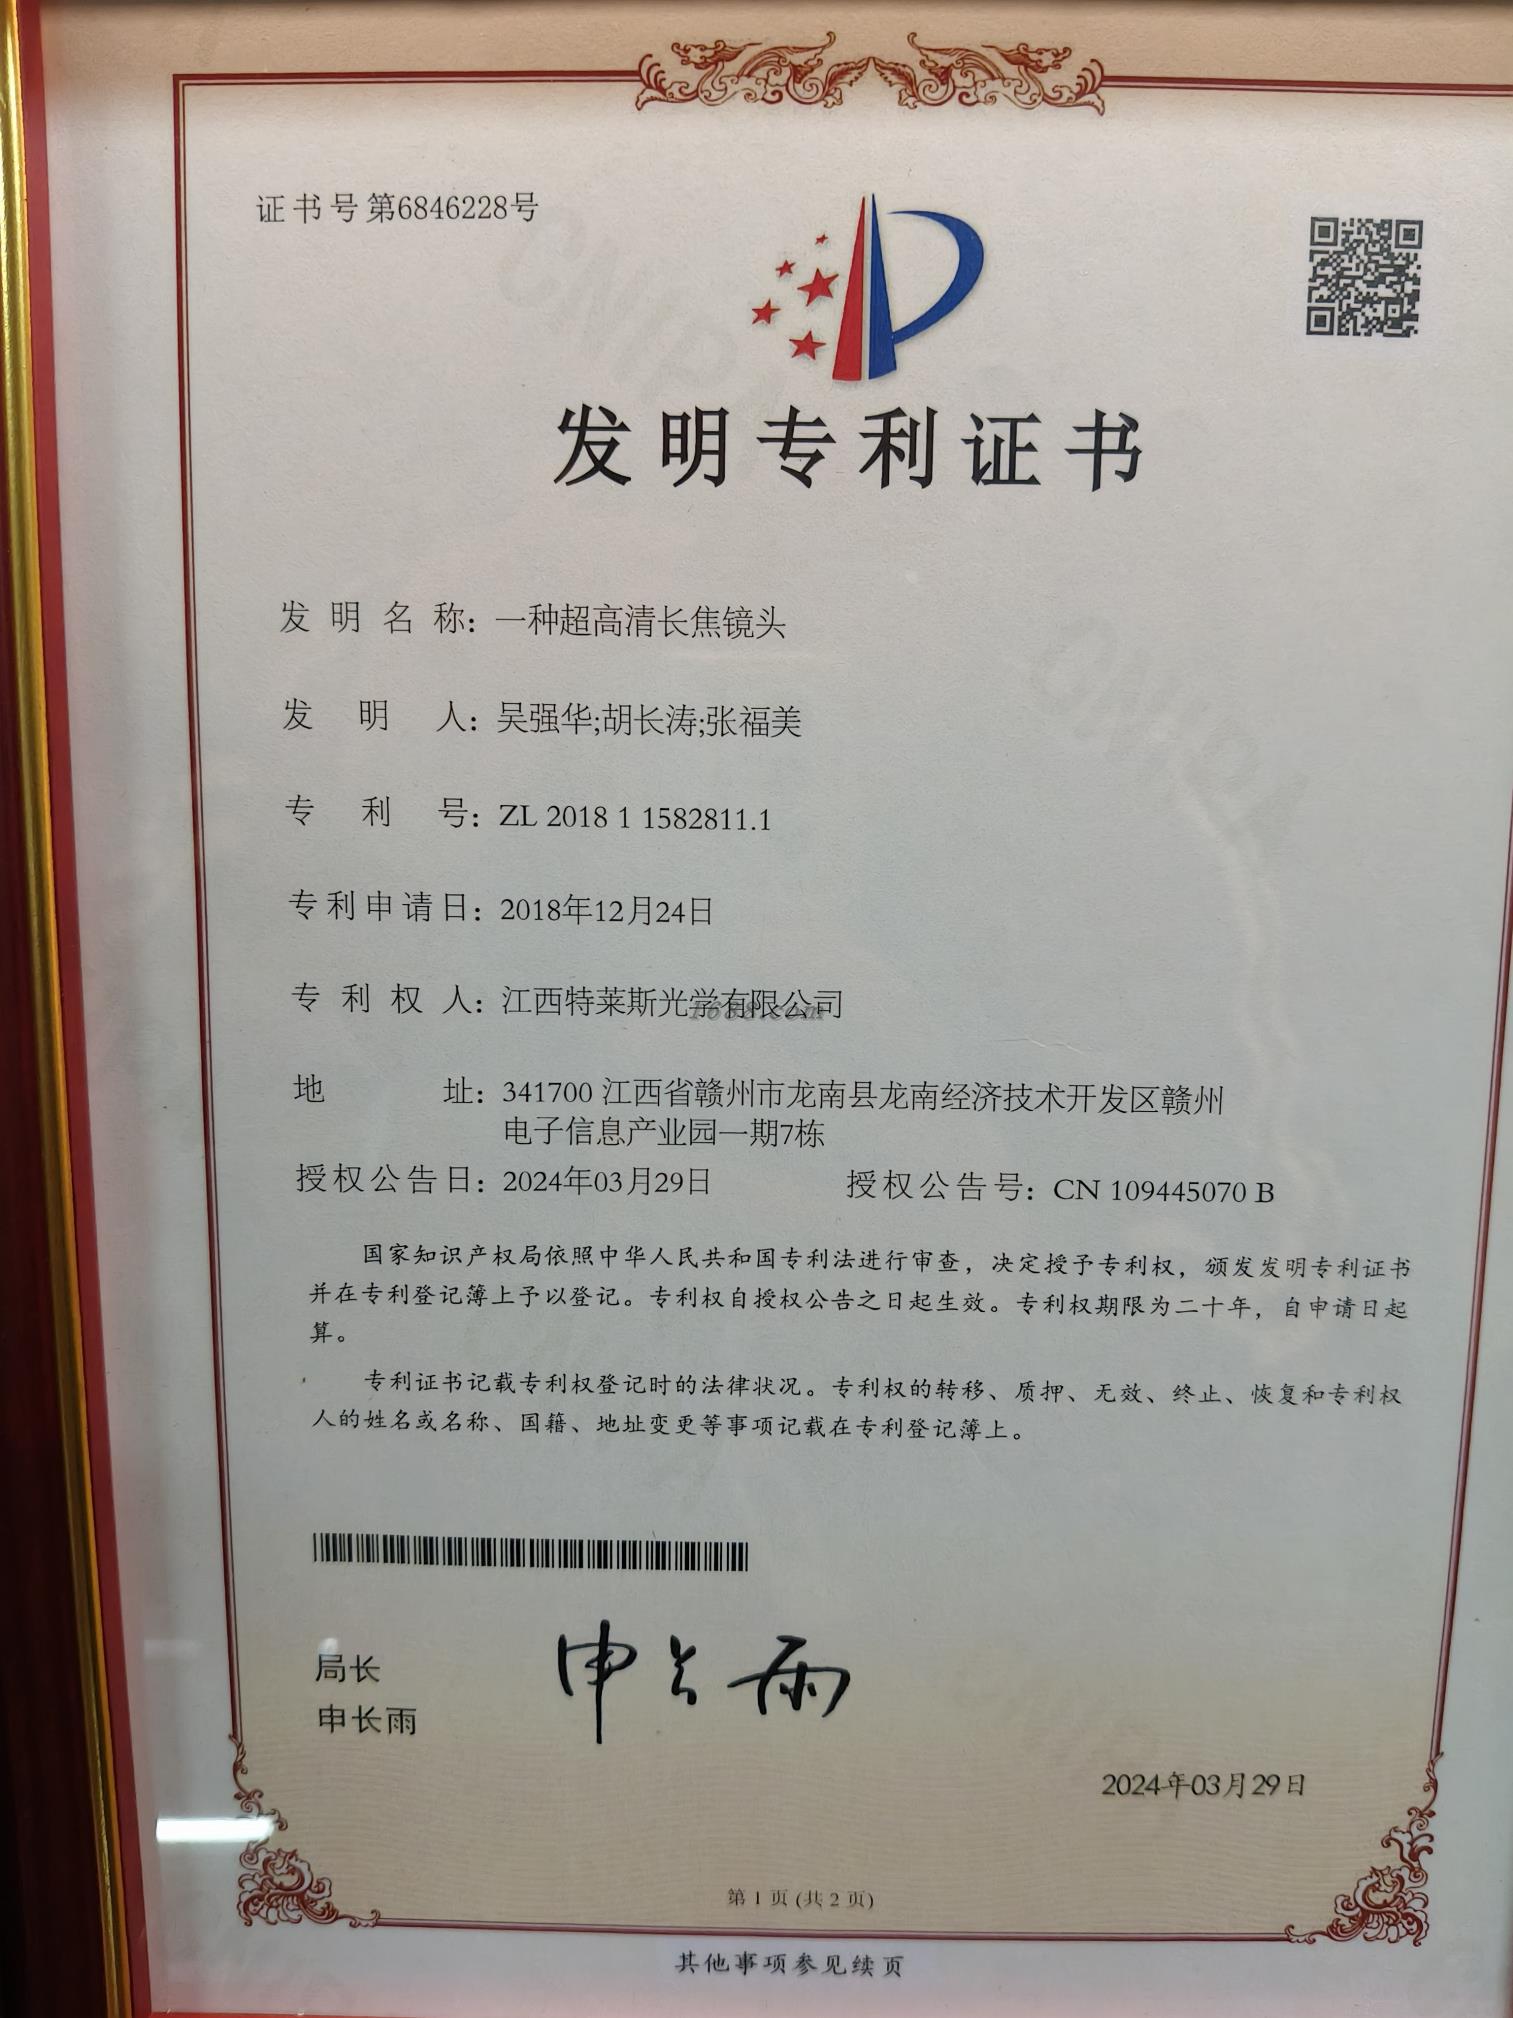 证书号第6846228号
发明专利证书
发明名称：一种超高清长焦镜头
发明人：吴强华;胡长涛;张福美
专利号：ZL 2018 1 1582811.1
专利申请日：2018年12月24日
专利权人：江西特莱斯光学有限公司
1688.com
地址：341700 江西省赣州市龙南县龙南经济技术开发区赣州
电子信息产业园一期7栋
授权公告日：2024年03月29日 授权公告号：CN 109445070 B
国家知识产权局依照中华人民共和国专利法进行审查，决定授予专利权，颁发发明专利证书
并在专利登记簿上予以登记。专利权自授权公告之日起生效。专利权期限为二十年，自申请日起
算。
专利证书记载专利权登记时的法律状况。专利权的转移、质押、无效、终止、恢复和专利权
人的姓名或名称、国籍、地址变更等事项记载在专利登记簿上。
局长
申长雨
申长雨
2024年03月29日
第 1 页 (共 2 页)
其他事项参见续页